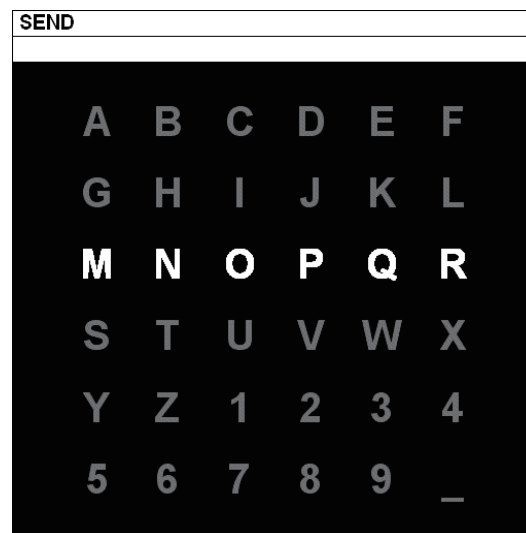 SEND
A B C D E F
G H I J K L
M N O P Q R
S T U V W X
Y Z 1 2 3 4
5 6 7 8 9 _